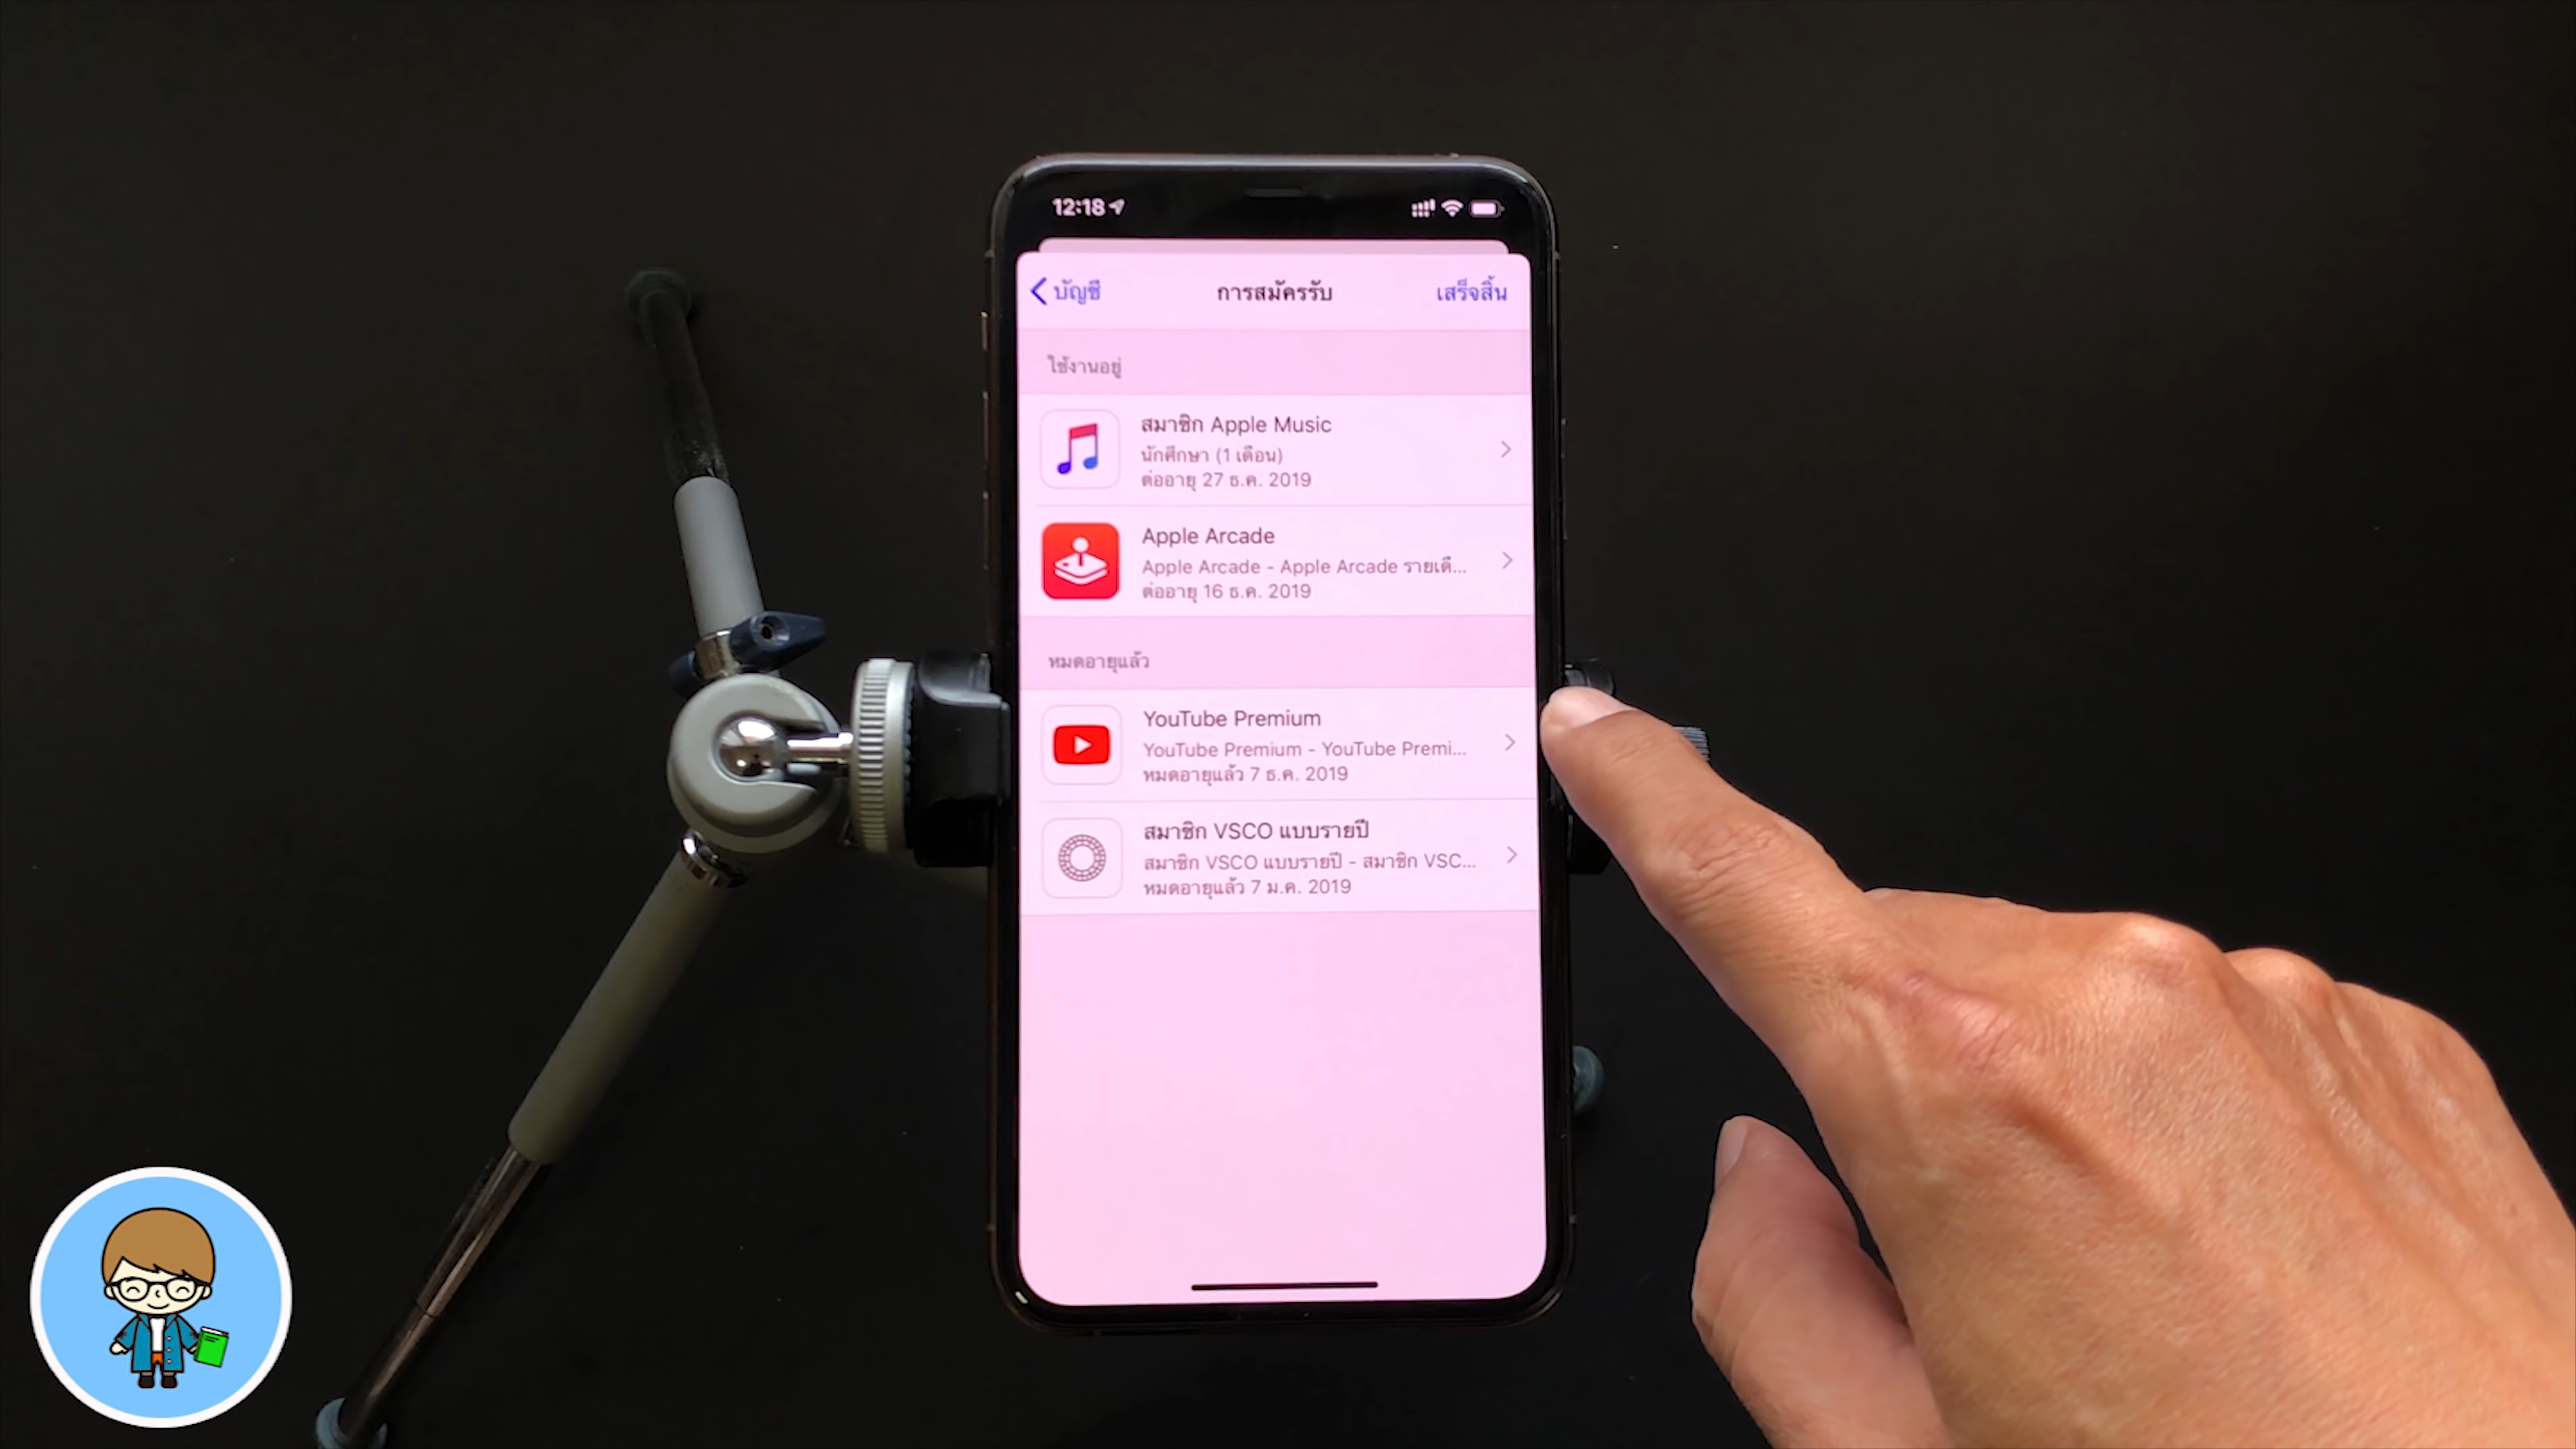 12:18
บัญชี
การสมัครรับ
เสร็จสิ้น
ใช้งานอยู่
สมาชิก Apple Music
นักศึกษา (1 เดือน)
ต่ออายุ 27 ธ.ค. 2019
Apple Arcade
Apple Arcade - Apple Arcade รายเดื...
ต่ออายุ 16 ธ.ค. 2019
หมดอายุแล้ว
YouTube Premium
YouTube Premium - YouTube Premi...
หมดอายุแล้ว 7 ธ.ค. 2019
สมาชิก VSCO แบบรายปี
สมาชิก VSCO แบบรายปี - สมาชิก VSC...
หมดอายุแล้ว 7 ม.ค. 2019